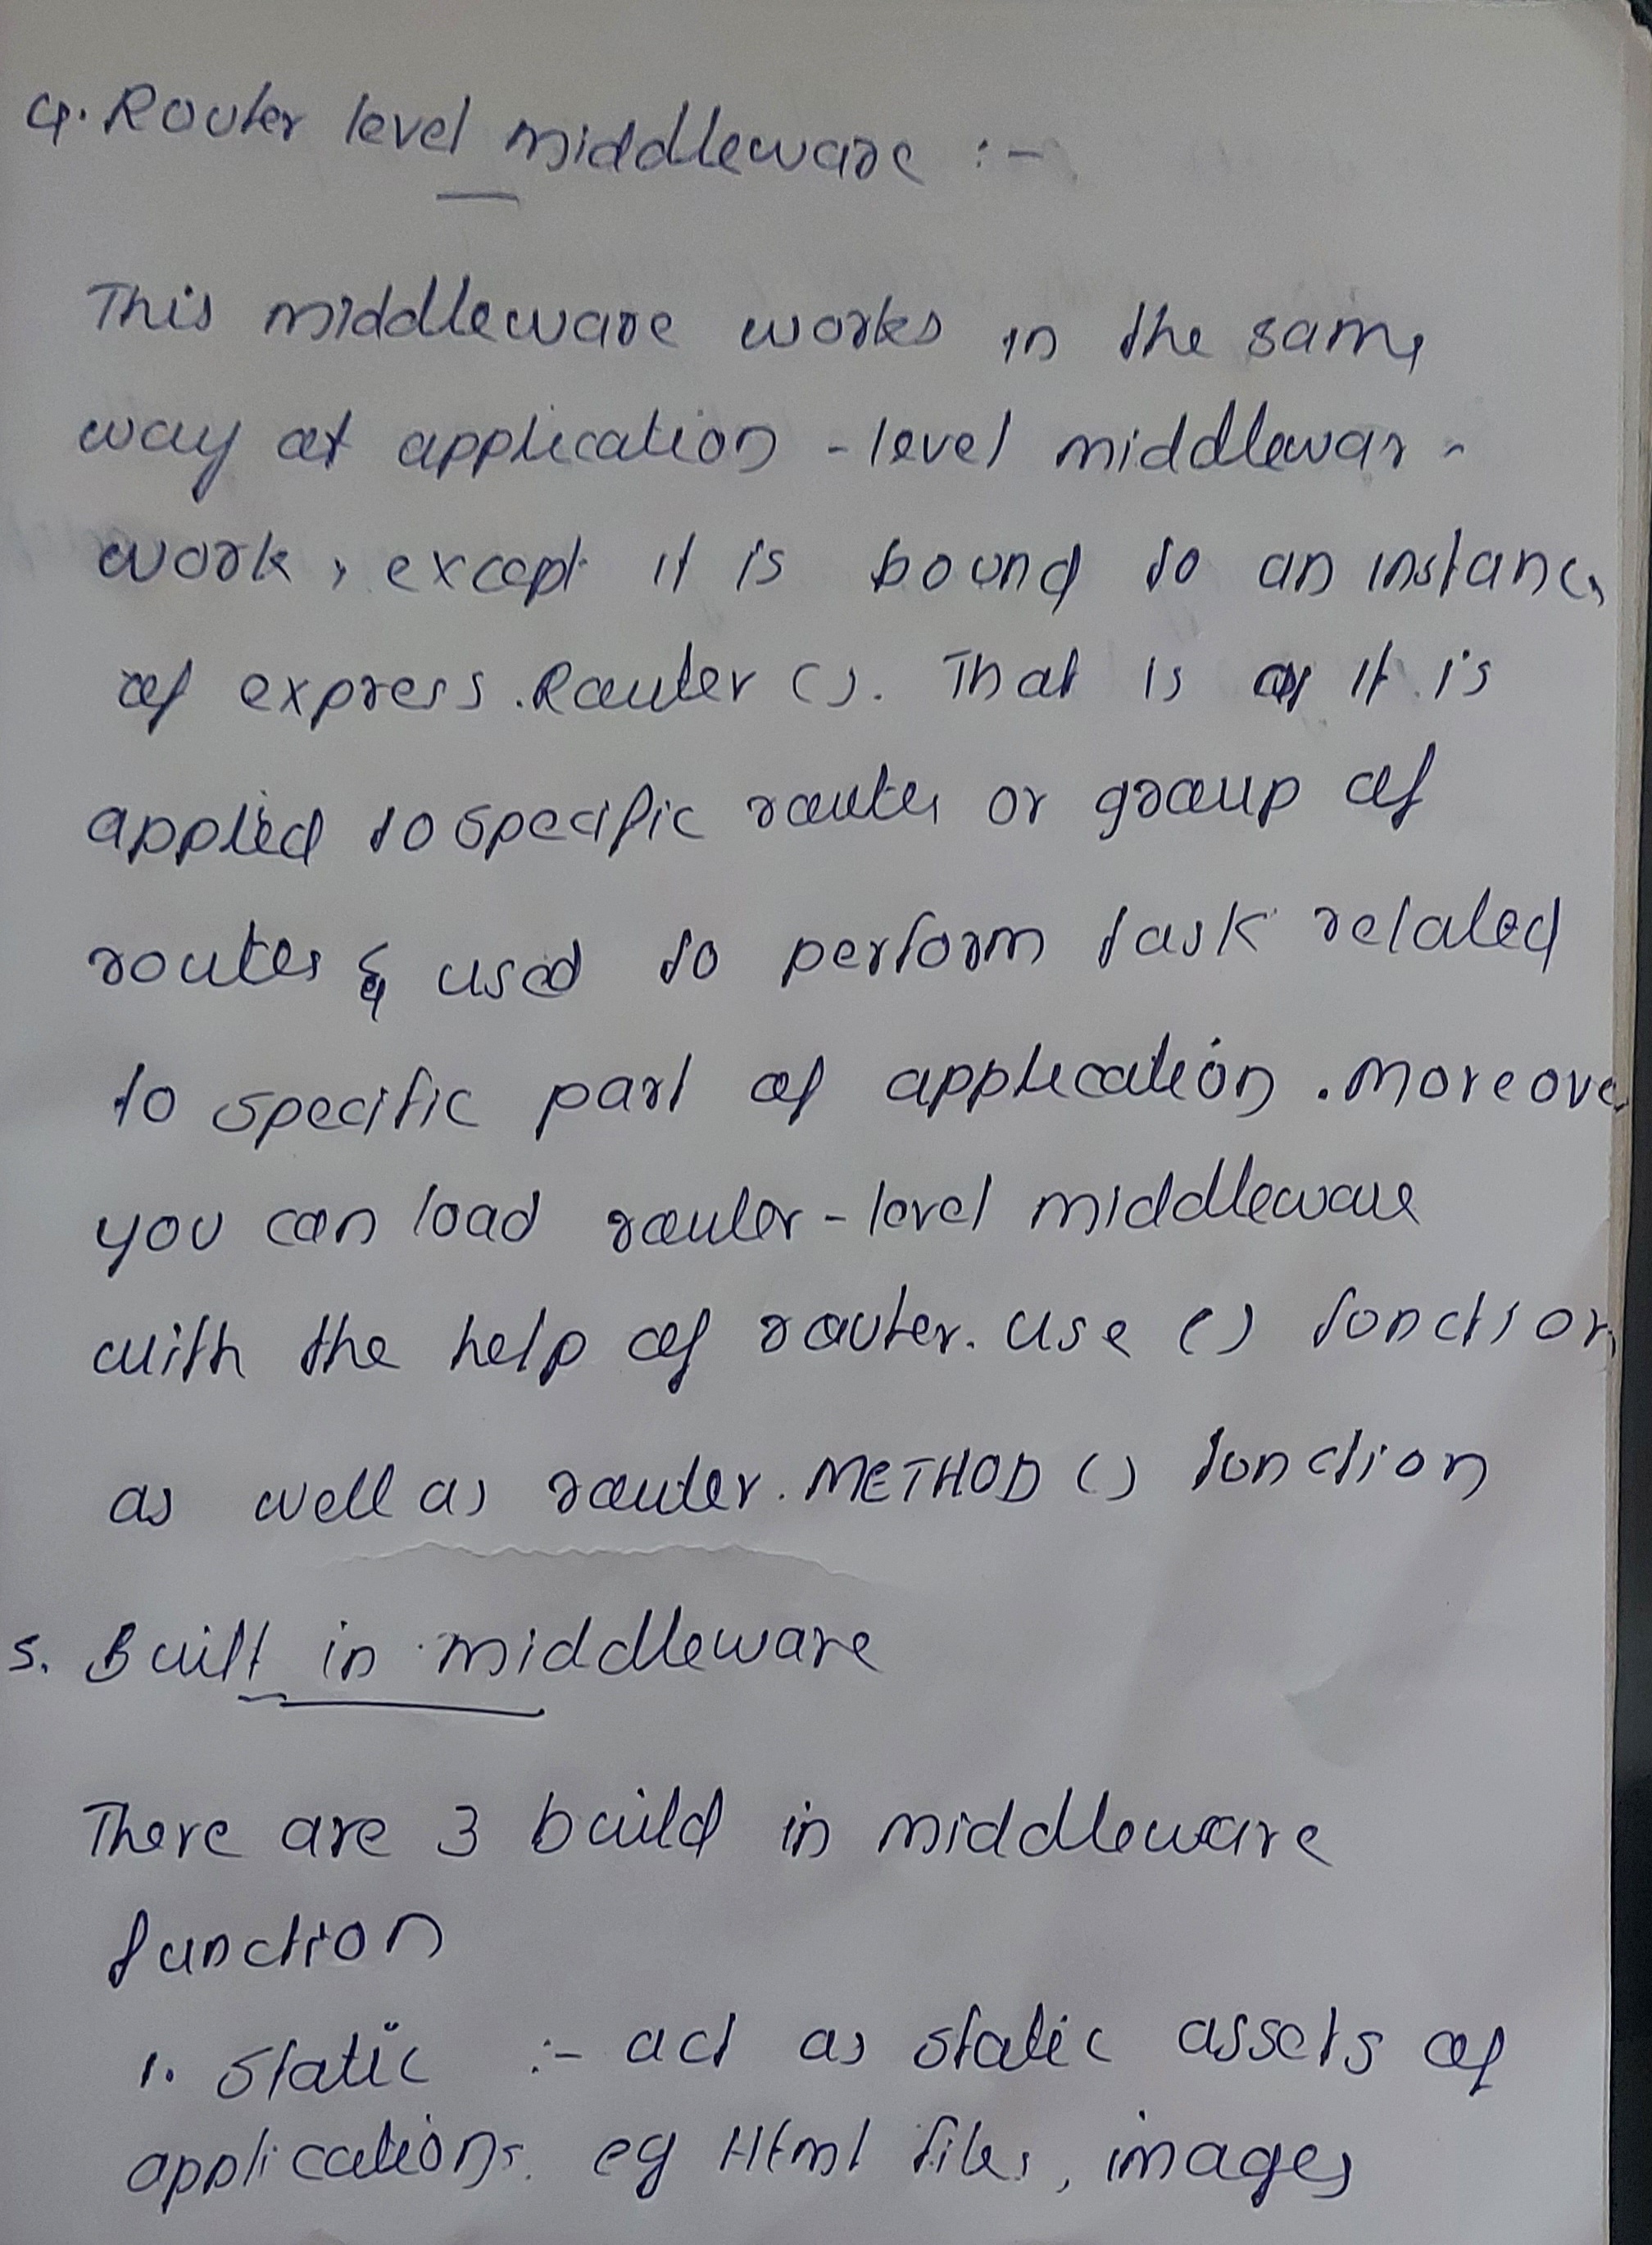 4. Router level middleware :-
This middleware works in the same
way at application - level middlewar -
work, except it is bound to an instance
of express.Router(). That is it is
applied to specific routes or group of
routes & used to perform task related
to specific part of application. Moreover
you can load router-level middleware
with the help of router. use () function
as well as router. METHOD () function
5. Built in middleware
There are 3 build in middleware
function
1. Static :- act as static assets of
applications. eg Html files, images